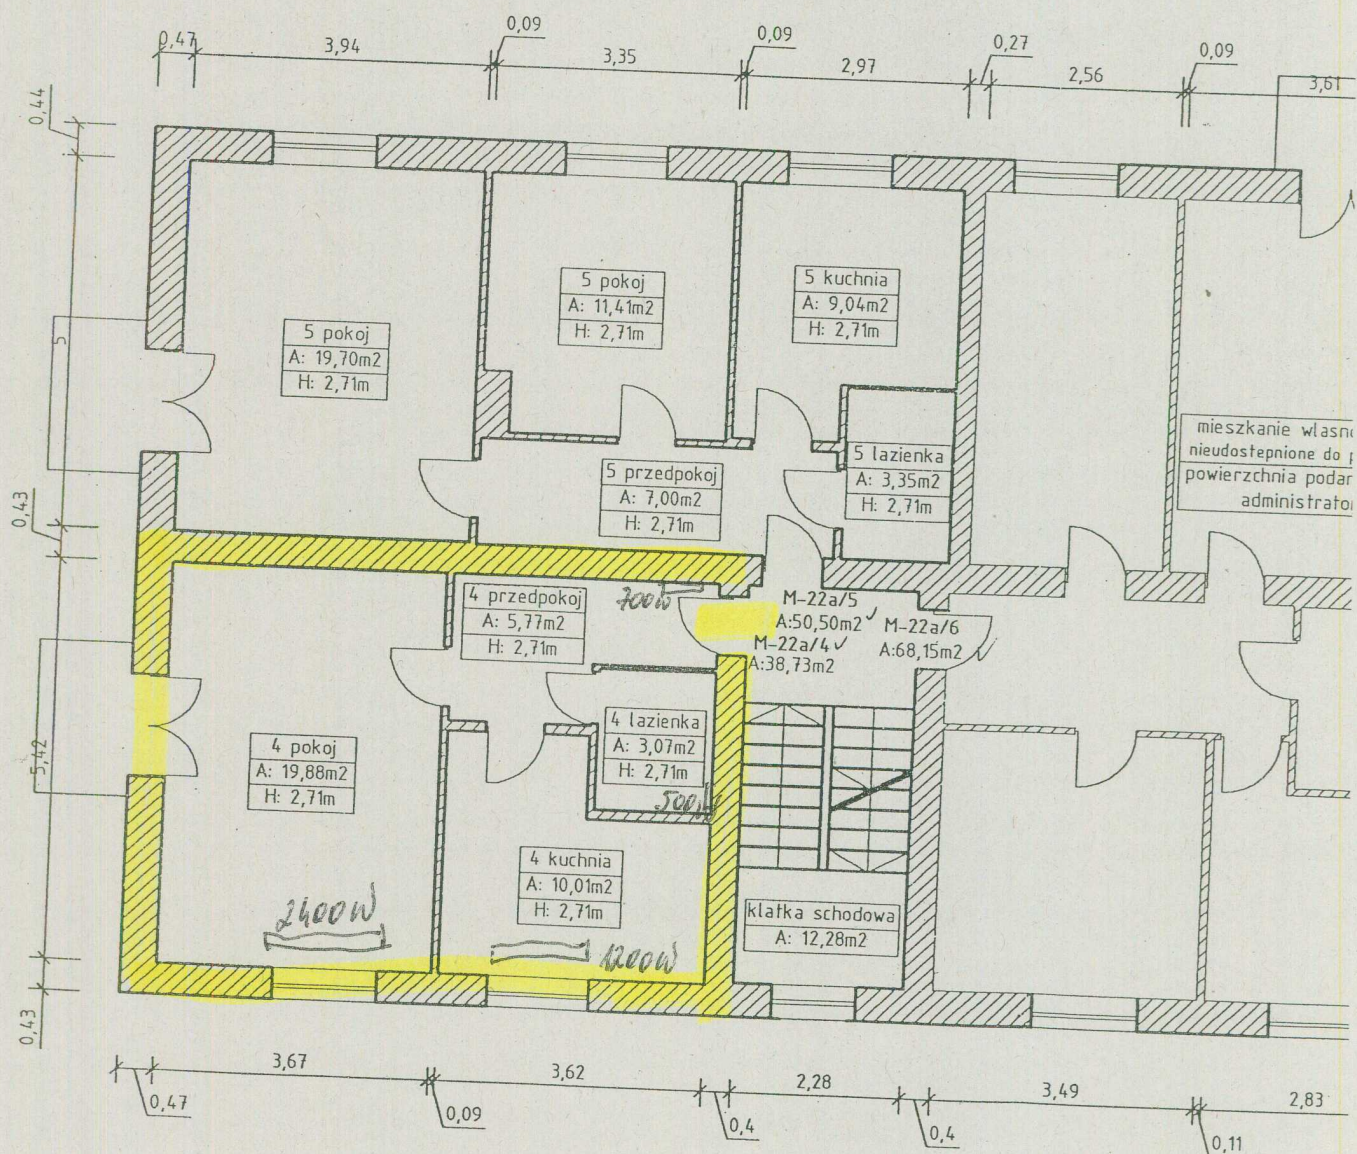 0,47
3,94
0,09
3,35
0,09
2,97
0,27
2,56
0,09
3,61
0,44
5
0,43
5,42
0,43
5 pokoj
A: 19,70m2
H: 2,71m
5 pokoj
A: 11,41m2
H: 2,71m
5 kuchnia
A: 9,04m2
H: 2,71m
5 lazienka
A: 3,35m2
H: 2,71m
5 przedpokoj
A: 7,00m2
H: 2,71m
mieszkanie wlasn
nieudostepnione do p
powierzchnia podar
administrator
4 przedpokoj
A: 5,77m2
H: 2,71m
700W
M-22a/5
A:50,50m2
M-22a/4
A:38,73m2
M-22a/6
A:68,15m2
4 lazienka
A: 3,07m2
H: 2,71m
500W
4 pokoj
A: 19,88m2
H: 2,71m
4 kuchnia
A: 10,01m2
H: 2,71m
2400W
1200W
klatka schodowa
A: 12,28m2
0,47
3,67
0,09
3,62
0,4
2,28
0,4
3,49
0,11
2,83